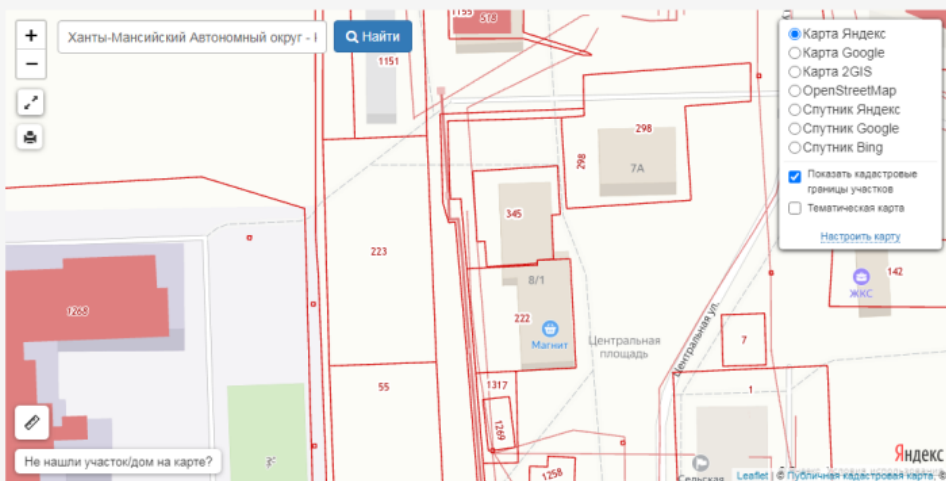 +
−
Ханты-Мансийский Автономный округ -
Найти
Карта Яндекс
Карта Google
Карта 2GIS
OpenStreetMap
Спутник Яндекс
Спутник Google
Спутник Bing
Показать кадастровые
границы участков
Тематическая карта
Настроить карту
1155
518
1151
298
298
7А
345
223
8/1
222
Магнит
1268
Центральная
площадь
Центральная ул.
7
142
ЖКС
55
1317
1269
1
1258
Сельская
Не нашли участок/дом на карте?
Яндекс
Leaflet | © Публичная кадастровая карта, ©